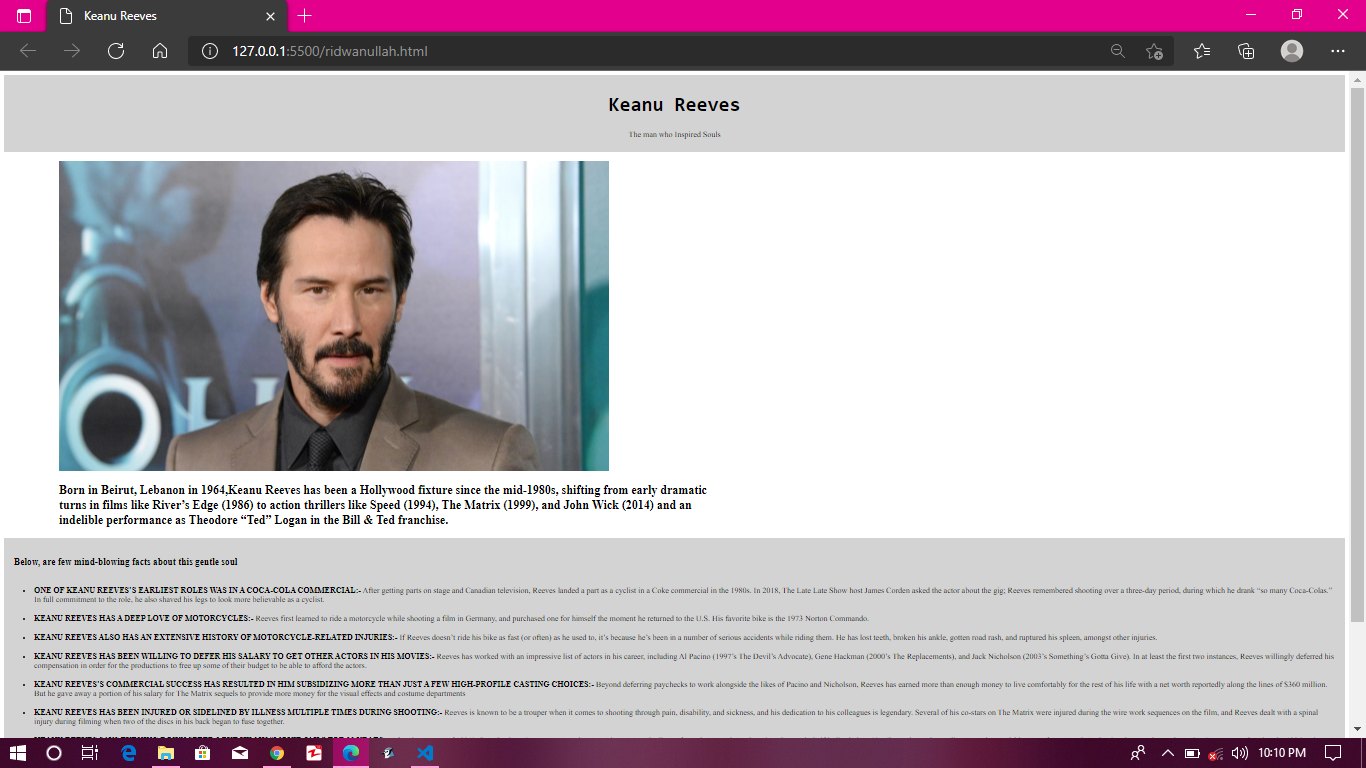 Keanu Reeves
127.0.0.1:5500/ridwanullah.html
Keanu Reeves
The man who Inspired Souls
Born in Beirut, Lebanon in 1964,Keanu Reeves has been a Hollywood fixture since the mid-1980s, shifting from early dramatic
turns in films like River’s Edge (1986) to action thrillers like Speed (1994), The Matrix (1999), and John Wick (2014) and an
indelible performance as Theodore “Ted” Logan in the Bill & Ted franchise.
Below, are few mind-blowing facts about this gentle soul
• ONE OF KEANU REEVES’S EARLIEST ROLES WAS IN A COCA-COLA COMMERCIAL:- After getting parts on stage and Canadian television, Reeves landed a part as a cyclist in a Coke commercial in the 1980s. In 2018, The Late Late Show host James Corden asked the actor about the gig; Reeves remembered shooting over a three-day period, during which he drank “so many Coca-Colas.”
In full commitment to the role, he also shaved his legs to look more believable as a cyclist.
• KEANU REEVES HAS A DEEP LOVE OF MOTORCYCLES:- Reeves first learned to ride a motorcycle while shooting a film in Germany, and purchased one for himself the moment he returned to the U.S. His favorite bike is the 1973 Norton Commando.
• KEANU REEVES ALSO HAS AN EXTENSIVE HISTORY OF MOTORCYCLE-RELATED INJURIES:- If Reeves doesn’t ride his bike as fast (or often) as he used to, it’s because he’s been in a number of serious accidents while riding them. He has lost teeth, broken his ankle, gotten road rash, and ruptured his spleen, amongst other injuries.
• KEANU REEVES HAS BEEN WILLING TO DEFER HIS SALARY TO GET OTHER ACTORS IN HIS MOVIES:- Reeves has worked with an impressive list of actors in his career, including Al Pacino (1997’s The Devil’s Advocate), Gene Hackman (2000’s The Replacements), and Jack Nicholson (2003’s Something’s Gotta Give). In at least the first two instances, Reeves willingly deferred his
compensation in order for the productions to free up some of their budget to be able to afford the actors.
• KEANU REEVES’S COMMERCIAL SUCCESS HAS RESULTED IN HIM SUBSIDIZING MORE THAN JUST A FEW HIGH-PROFILE CASTING CHOICES:- Beyond deferring paychecks to work alongside the likes of Pacino and Nicholson, Reeves has earned more than enough money to live comfortably for the rest of his life with a net worth reportedly along the lines of $360 million.
But he gave away a portion of his salary for The Matrix sequels to provide more money for the visual effects and costume departments
• KEANU REEVES HAS BEEN INJURED OR SIDELINED BY ILLNESS MULTIPLE TIMES DURING SHOOTING:- Reeves is known to be a trouper when it comes to shooting through pain, disability, and sickness, and his dedication to his colleagues is legendary. Several of his co-stars on The Matrix were injured during the wire work sequences on the film, and Reeves dealt with a spinal
injury during filming when two of the discs in his back began to fuse together.
10:10 PM